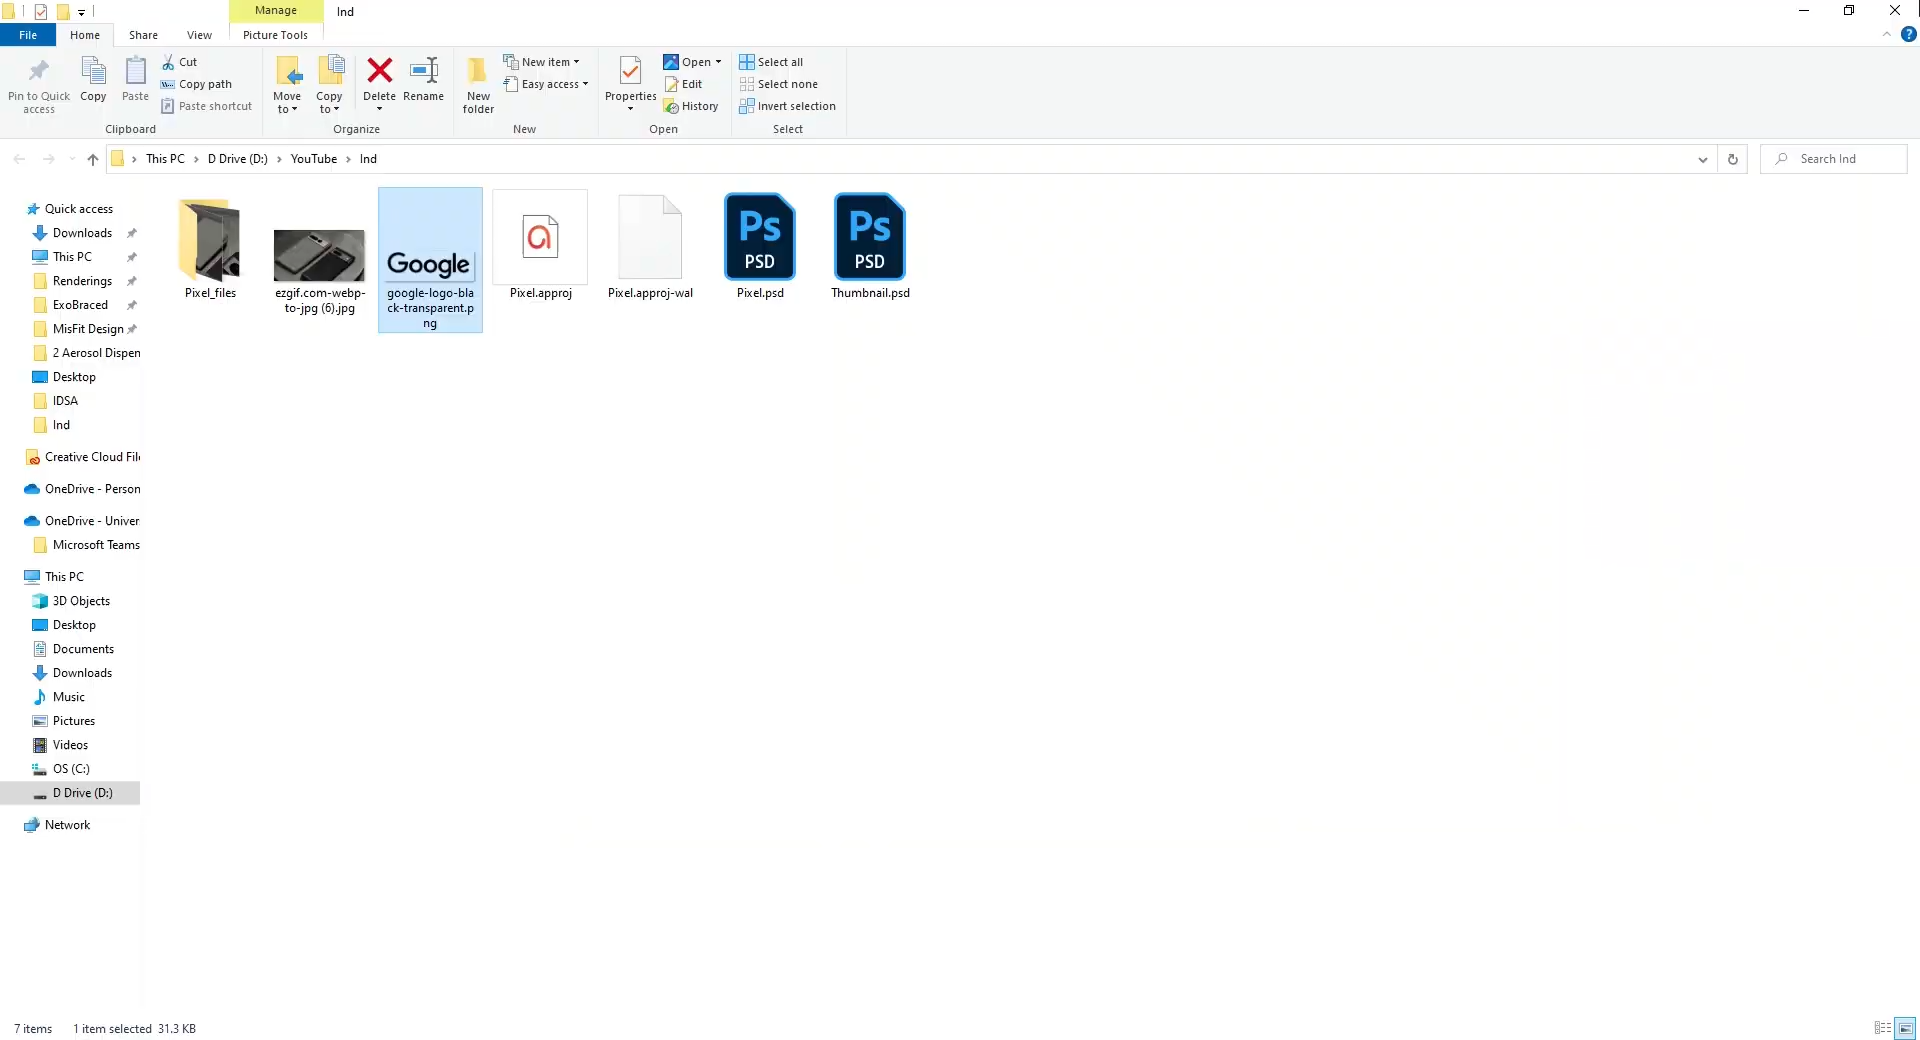 Manage
Ind
File
Home
Share
View
Picture Tools
?
Pin to Quick
access
Copy
Paste
Cut
Copy path
Paste shortcut
Clipboard
Move
to
Copy
to
Delete
Rename
Organize
New
folder
New item
Easy access
New
Properties
Open
Edit
History
Open
Select all
Select none
Invert selection
Select
This PC
D Drive (D:)
YouTube
Ind
Search Ind
Quick access
Downloads
This PC
Renderings
ExoBraced
MisFit Design
2 Aerosol Dispen
Desktop
IDSA
Ind
Creative Cloud File
OneDrive - Person
OneDrive - Univer
Microsoft Teams
This PC
3D Objects
Desktop
Documents
Downloads
Music
Pictures
Videos
OS (C:)
D Drive (D:)
Network
Pixel_files
ezgif.com-webp-
to-jpg (6).jpg
Google
google-logo-bla
ck-transparent.p
ng
Pixel.approj
Pixel.approj-wal
Ps
PSD
Pixel.psd
Ps
PSD
Thumbnail.psd
7 items
1 item selected 31.3 KB